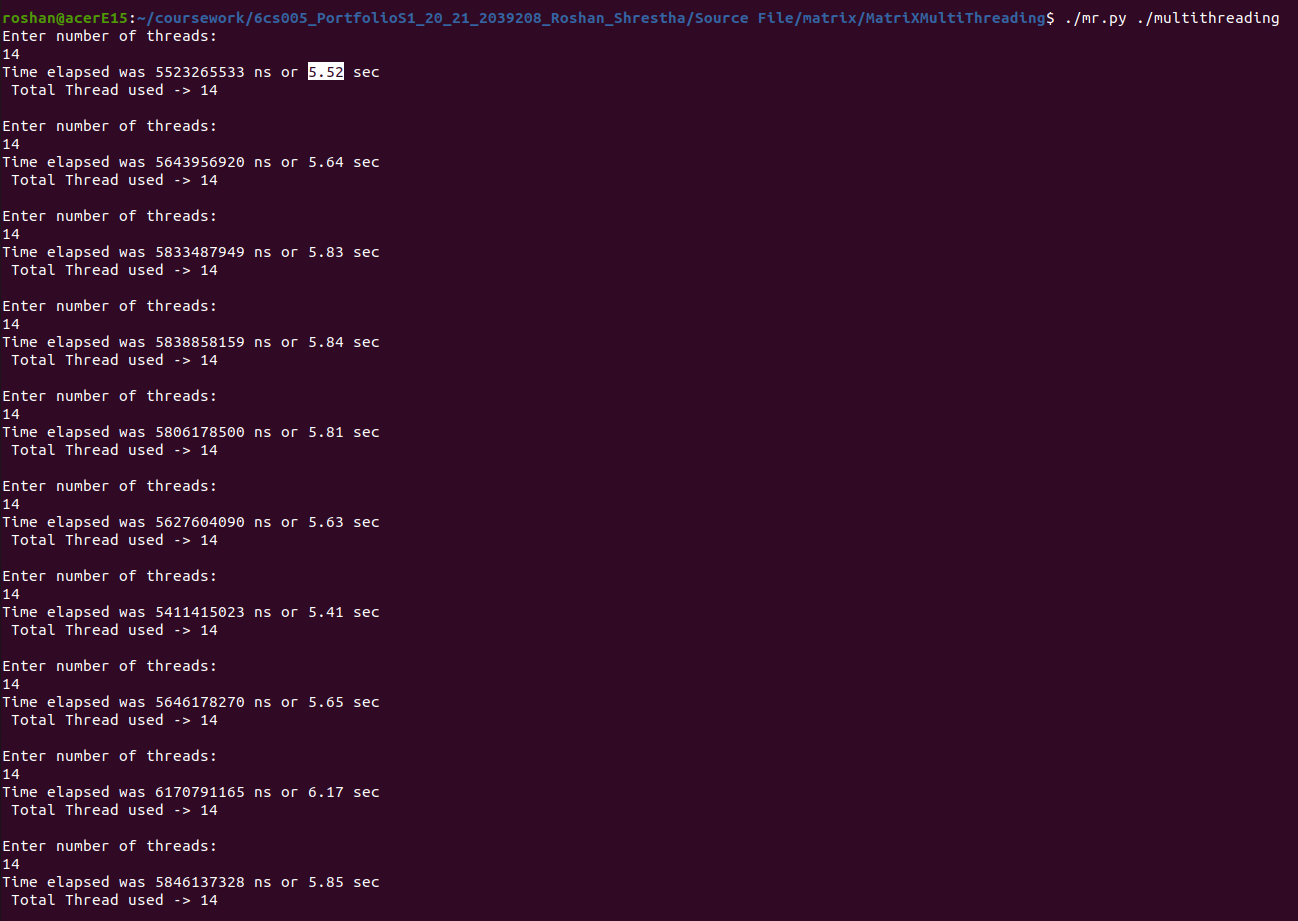 roshan@acerE15:~/coursework/6cs005_PortfolioS1_20_21_2039208_Roshan_Shrestha/Source File/matrix/MatriXMultiThreading$ ./mr.py ./multithreading
Enter number of threads:
14
Time elapsed was 5523265533 ns or 5.52 sec
 Total Thread used -> 14

Enter number of threads:
14
Time elapsed was 5643956920 ns or 5.64 sec
 Total Thread used -> 14

Enter number of threads:
14
Time elapsed was 5833487949 ns or 5.83 sec
 Total Thread used -> 14

Enter number of threads:
14
Time elapsed was 5838858159 ns or 5.84 sec
 Total Thread used -> 14

Enter number of threads:
14
Time elapsed was 5806178500 ns or 5.81 sec
 Total Thread used -> 14

Enter number of threads:
14
Time elapsed was 5627604090 ns or 5.63 sec
 Total Thread used -> 14

Enter number of threads:
14
Time elapsed was 5411415023 ns or 5.41 sec
 Total Thread used -> 14

Enter number of threads:
14
Time elapsed was 5646178270 ns or 5.65 sec
 Total Thread used -> 14

Enter number of threads:
14
Time elapsed was 6170791165 ns or 6.17 sec
 Total Thread used -> 14

Enter number of threads:
14
Time elapsed was 5846137328 ns or 5.85 sec
 Total Thread used -> 14